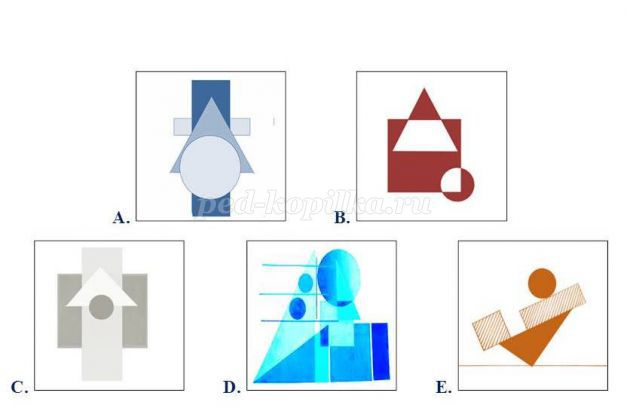 A.
B.
ped-kopilka.ru
C.
D.
E.